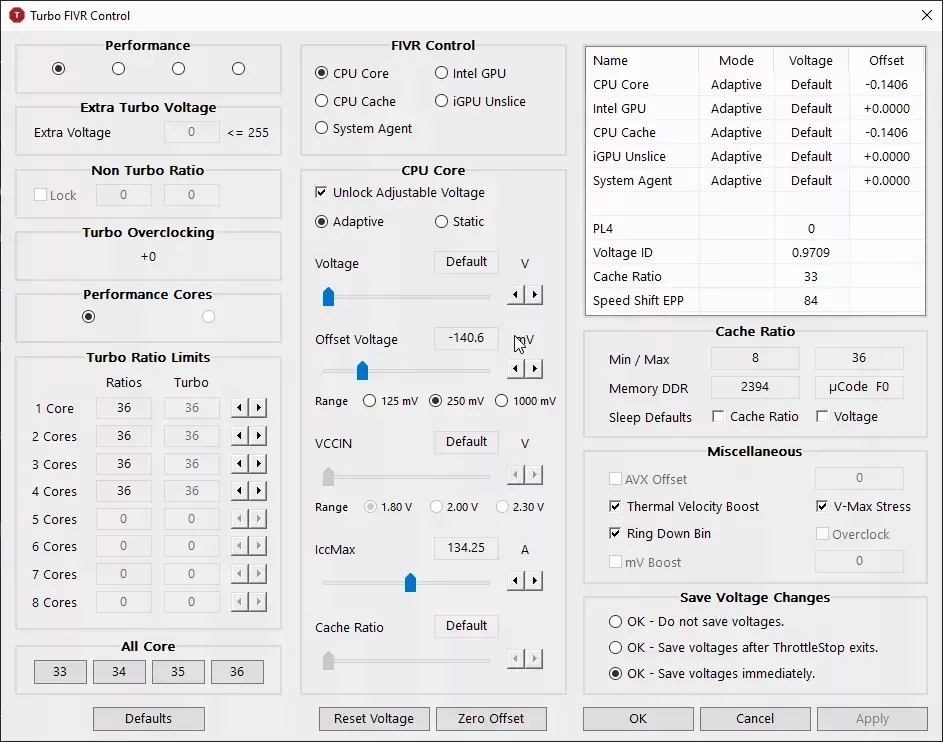 Turbo FIVR Control
Performance
Extra Turbo Voltage
Extra Voltage 0 <= 255
Non Turbo Ratio
Lock 0 0
Turbo Overclocking
+0
Performance Cores
Turbo Ratio Limits
Ratios Turbo
1 Core 36 36
2 Cores 36 36
3 Cores 36 36
4 Cores 36 36
5 Cores 0 0
6 Cores 0 0
7 Cores 0 0
8 Cores 0 0
All Core
33 34 35 36
Defaults
FIVR Control
CPU Core Intel GPU
CPU Cache iGPU Unslice
System Agent
CPU Core
Unlock Adjustable Voltage
Adaptive Static
Voltage Default V
Offset Voltage -140.6 mV
Range 125 mV 250 mV 1000 mV
VCCIN Default V
Range 1.80 V 2.00 V 2.30 V
IccMax 134.25 A
Cache Ratio Default
Reset Voltage Zero Offset
Name Mode Voltage Offset
CPU Core Adaptive Default -0.1406
Intel GPU Adaptive Default +0.0000
CPU Cache Adaptive Default -0.1406
iGPU Unslice Adaptive Default +0.0000
System Agent Adaptive Default +0.0000
PL4 0
Voltage ID 0.9709
Cache Ratio 33
Speed Shift EPP 84
Cache Ratio
Min / Max 8 36
Memory DDR 2394 µCode F0
Sleep Defaults Cache Ratio Voltage
Miscellaneous
AVX Offset 0
Thermal Velocity Boost V-Max Stress
Ring Down Bin Overclock
mV Boost 0
Save Voltage Changes
OK - Do not save voltages.
OK - Save voltages after ThrottleStop exits.
OK - Save voltages immediately.
OK Cancel Apply